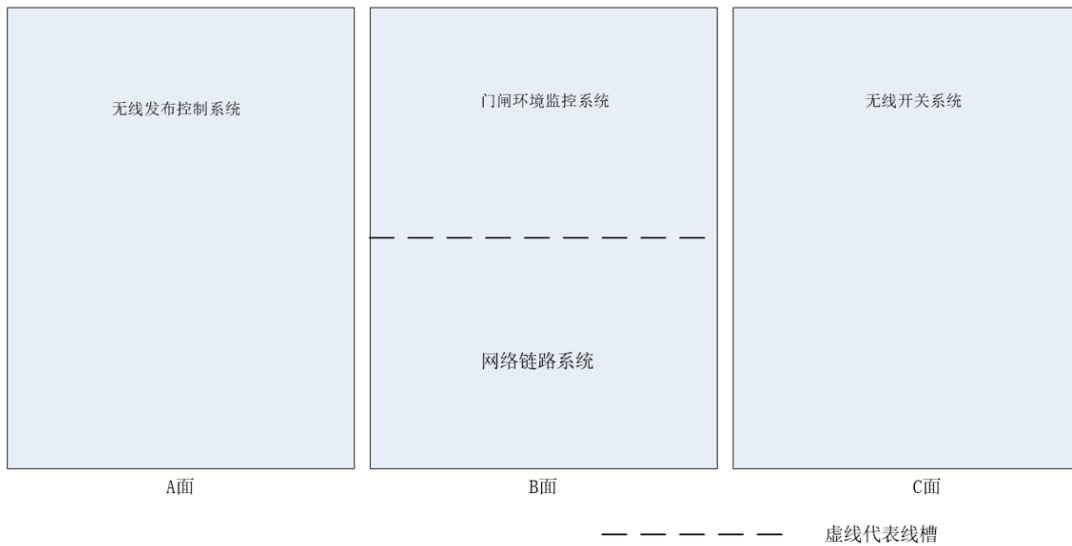 无线发布控制系统
门闸环境监控系统
无线开关系统
网络链路系统
A面
B面
C面
虚线代表线槽